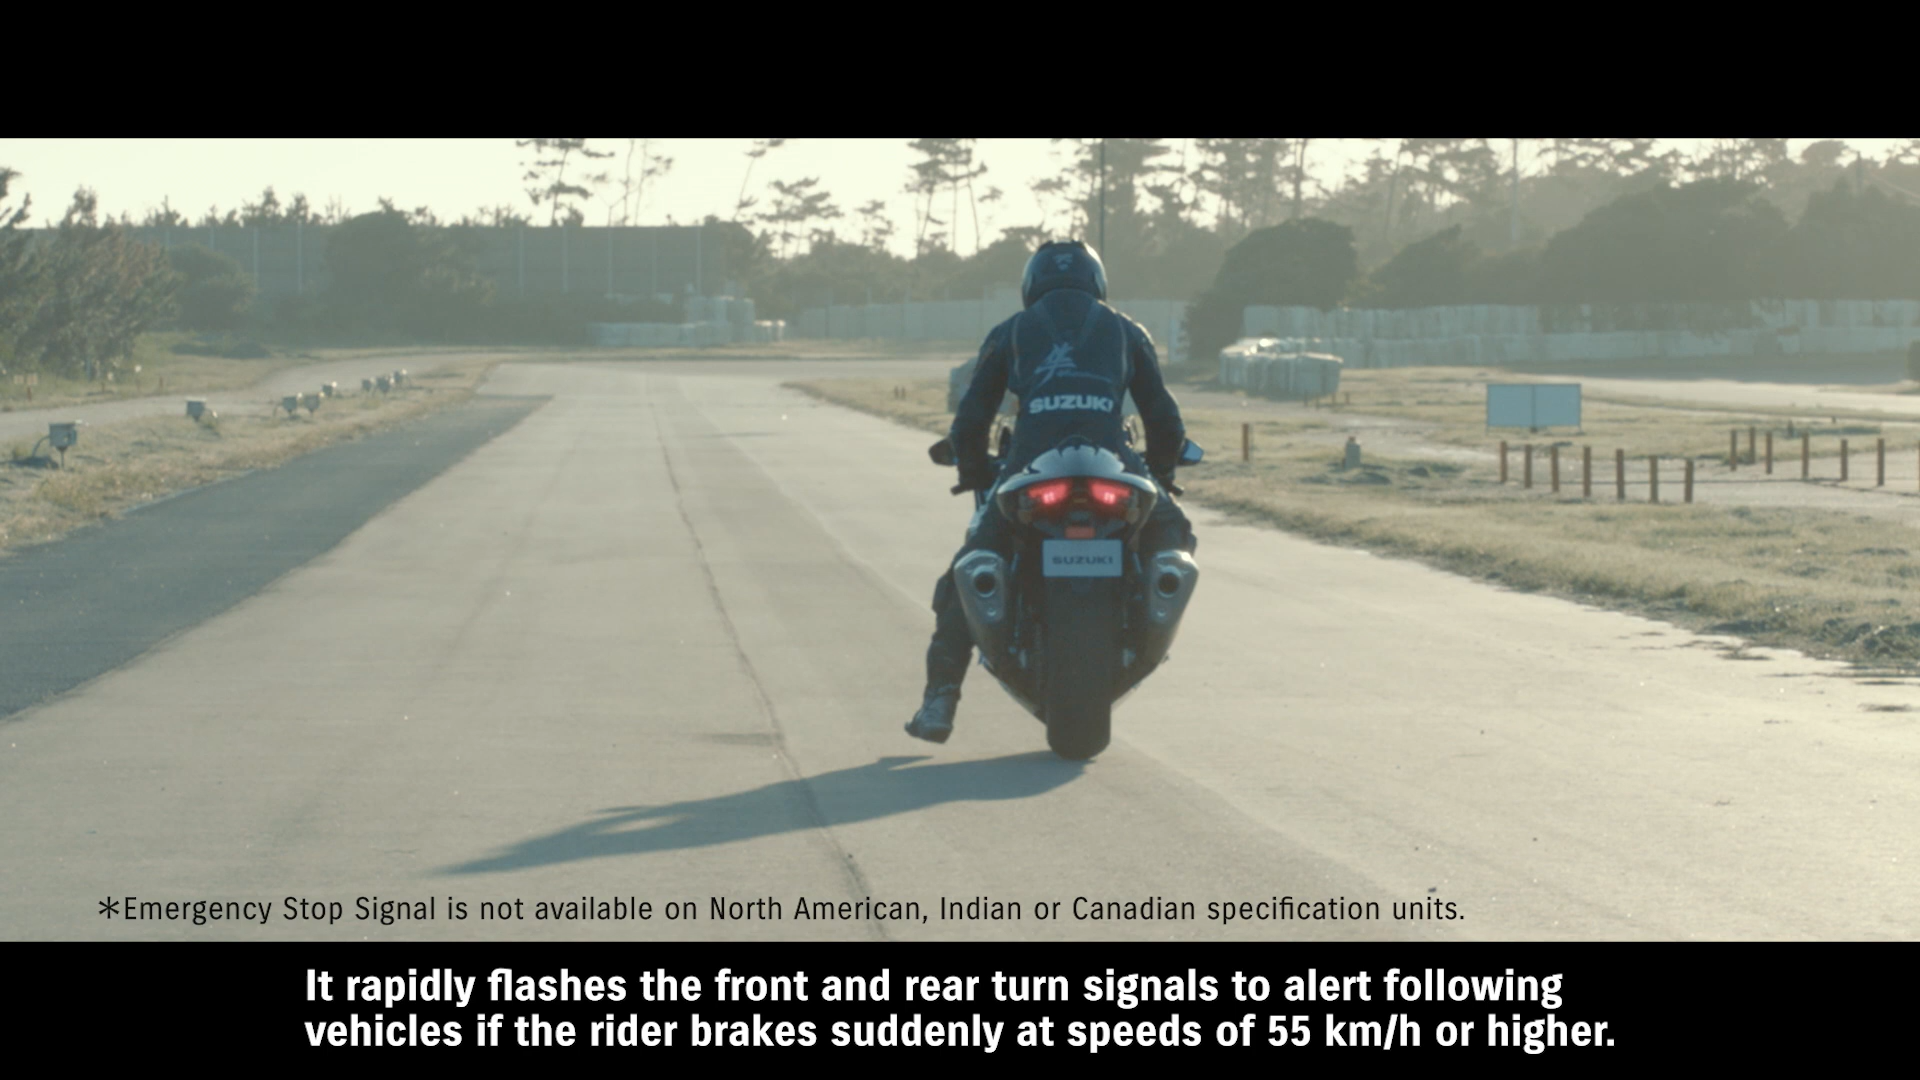 隼
SUZUKI
SUZUKI
*Emergency Stop Signal is not available on North American, Indian or Canadian specification units.
It rapidly flashes the front and rear turn signals to alert following
vehicles if the rider brakes suddenly at speeds of 55 km/h or higher.